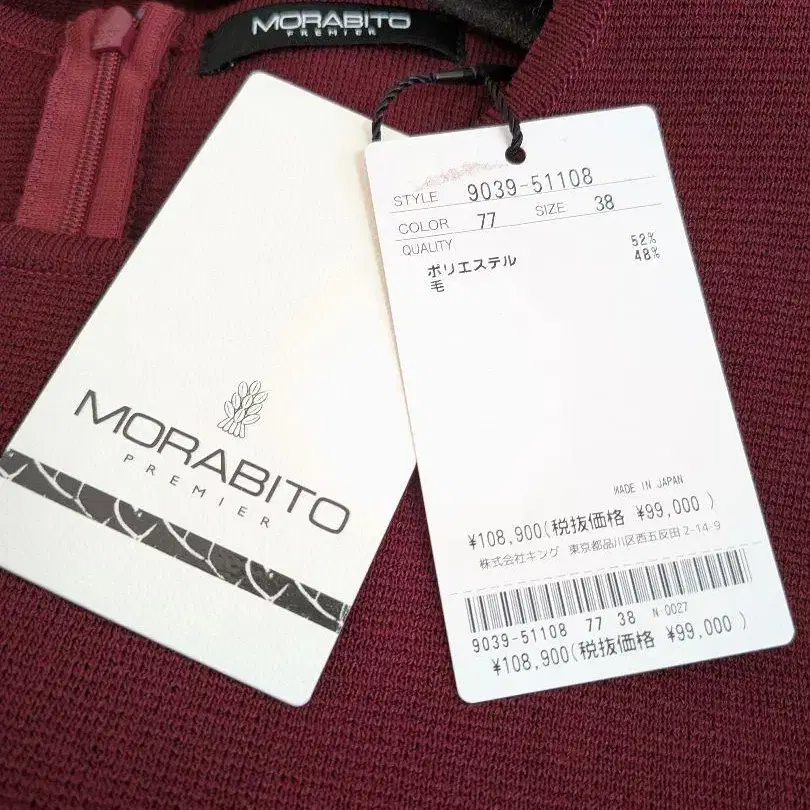 MORABITO
PREMIER
MORABITO
PREMIER
STYLE 9039-51108
COLOR 77 SIZE 38
QUALITY
ポリエステル 52%
毛 48%
MADE IN JAPAN
¥108,900(税抜価格 ¥99,000 )
株式会社キング 東京都品川区西五反田2-14-9
9039-51108 77 38 N-0027
¥108,900(税抜価格 ¥99,000 )